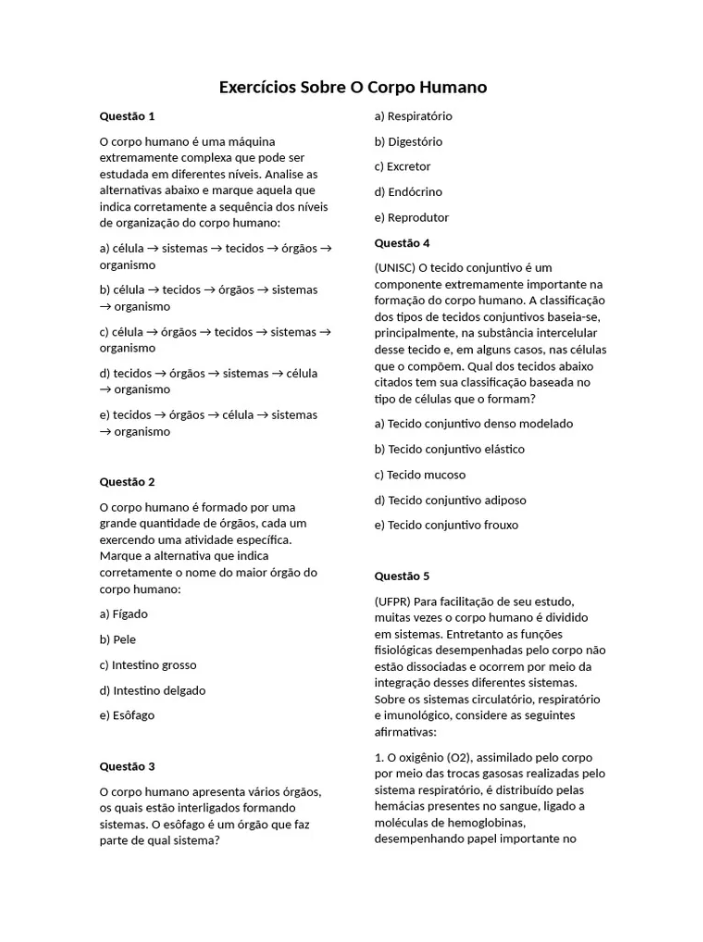 Exercícios Sobre O Corpo Humano
Questão 1
O corpo humano é uma máquina
extremamente complexa que pode ser
estudada em diferentes níveis. Analise as
alternativas abaixo e marque aquela que
indica corretamente a sequência dos níveis
de organização do corpo humano:
a) célula → sistemas → tecidos → órgãos →
organismo
b) célula → tecidos → órgãos → sistemas
→ organismo
c) célula → órgãos → tecidos → sistemas →
organismo
d) tecidos → órgãos → sistemas → célula
→ organismo
e) tecidos → órgãos → célula → sistemas
→ organismo
Questão 2
O corpo humano é formado por uma
grande quantidade de órgãos, cada um
exercendo uma atividade específica.
Marque a alternativa que indica
corretamente o nome do maior órgão do
corpo humano:
a) Fígado
b) Pele
c) Intestino grosso
d) Intestino delgado
e) Esôfago
Questão 3
O corpo humano apresenta vários órgãos,
os quais estão interligados formando
sistemas. O esôfago é um órgão que faz
parte de qual sistema?
a) Respiratório
b) Digestório
c) Excretor
d) Endócrino
e) Reprodutor
Questão 4
(UNISC) O tecido conjuntivo é um
componente extremamente importante na
formação do corpo humano. A classificação
dos tipos de tecidos conjuntivos baseia-se,
principalmente, na substância intercelular
desse tecido e, em alguns casos, nas células
que o compõem. Qual dos tecidos abaixo
citados tem sua classificação baseada no
tipo de células que o formam?
a) Tecido conjuntivo denso modelado
b) Tecido conjuntivo elástico
c) Tecido mucoso
d) Tecido conjuntivo adiposo
e) Tecido conjuntivo frouxo
Questão 5
(UFPR) Para facilitação de seu estudo,
muitas vezes o corpo humano é dividido
em sistemas. Entretanto as funções
fisiológicas desempenhadas pelo corpo não
estão dissociadas e ocorrem por meio da
integração desses diferentes sistemas.
Sobre os sistemas circulatório, respiratório
e imunológico, considere as seguintes
afirmativas:
1. O oxigênio (O2), assimilado pelo corpo
por meio das trocas gasosas realizadas pelo
sistema respiratório, é distribuído pelas
hemácias presentes no sangue, ligado a
moléculas de hemoglobinas,
desempenhando papel importante no